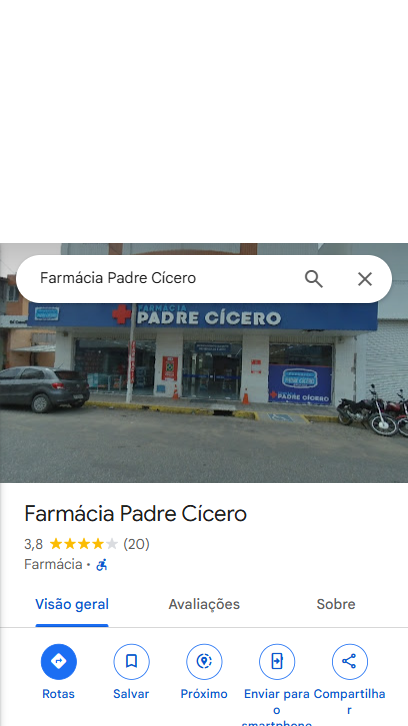 Farmácia Padre Cícero
FARMÁCIA
PADRE CÍCERO
PADRE CÍCERO
Farmácia Padre Cícero
3,8 (20)
Farmácia ·
Visão geral Avaliações Sobre
Rotas Salvar Próximo Enviar para o smartphone Compartilhar